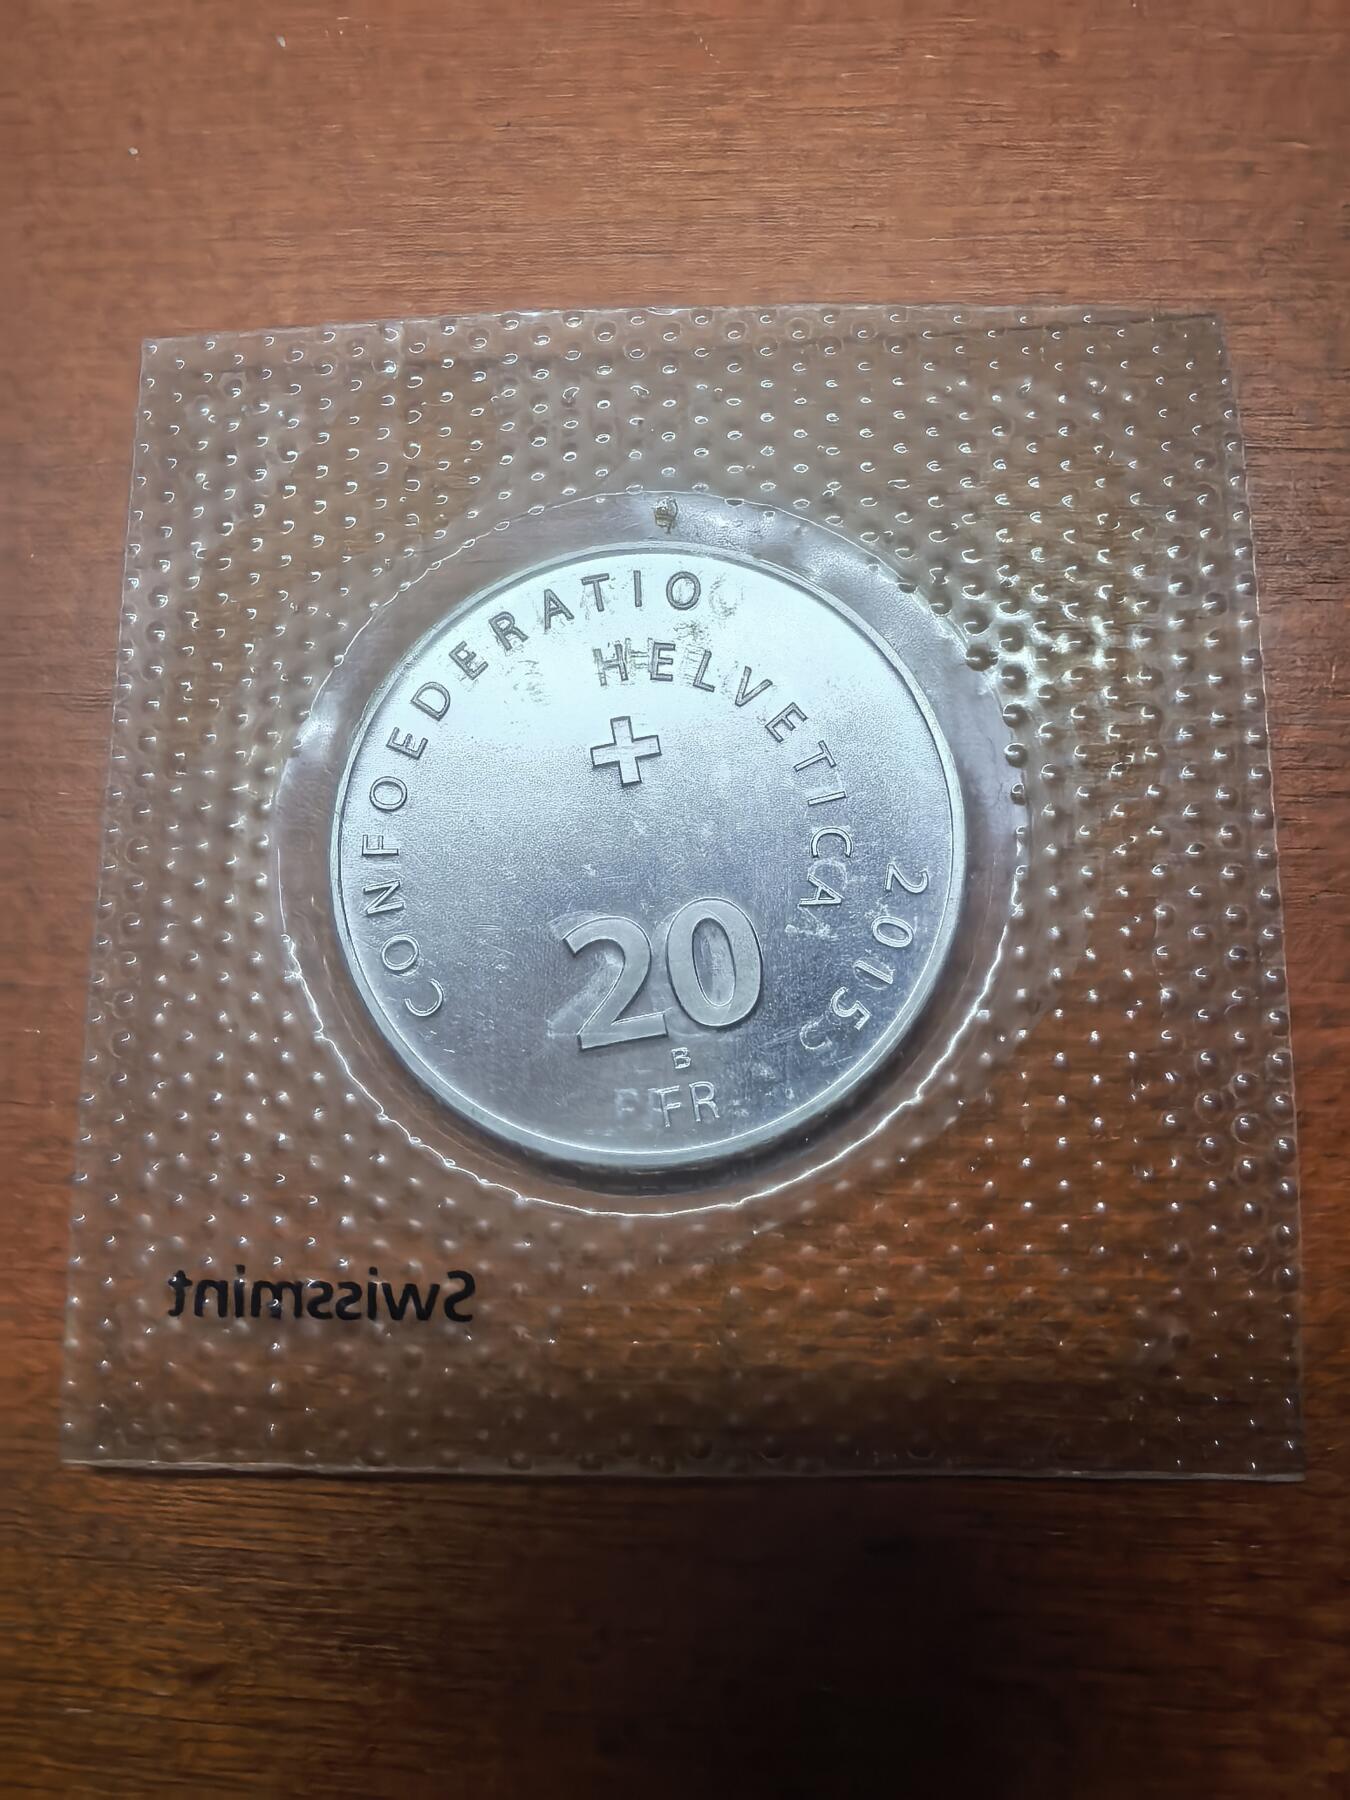 CONFOEDERATIO
HELVETICA
2015
20
B
FR
Swissmint